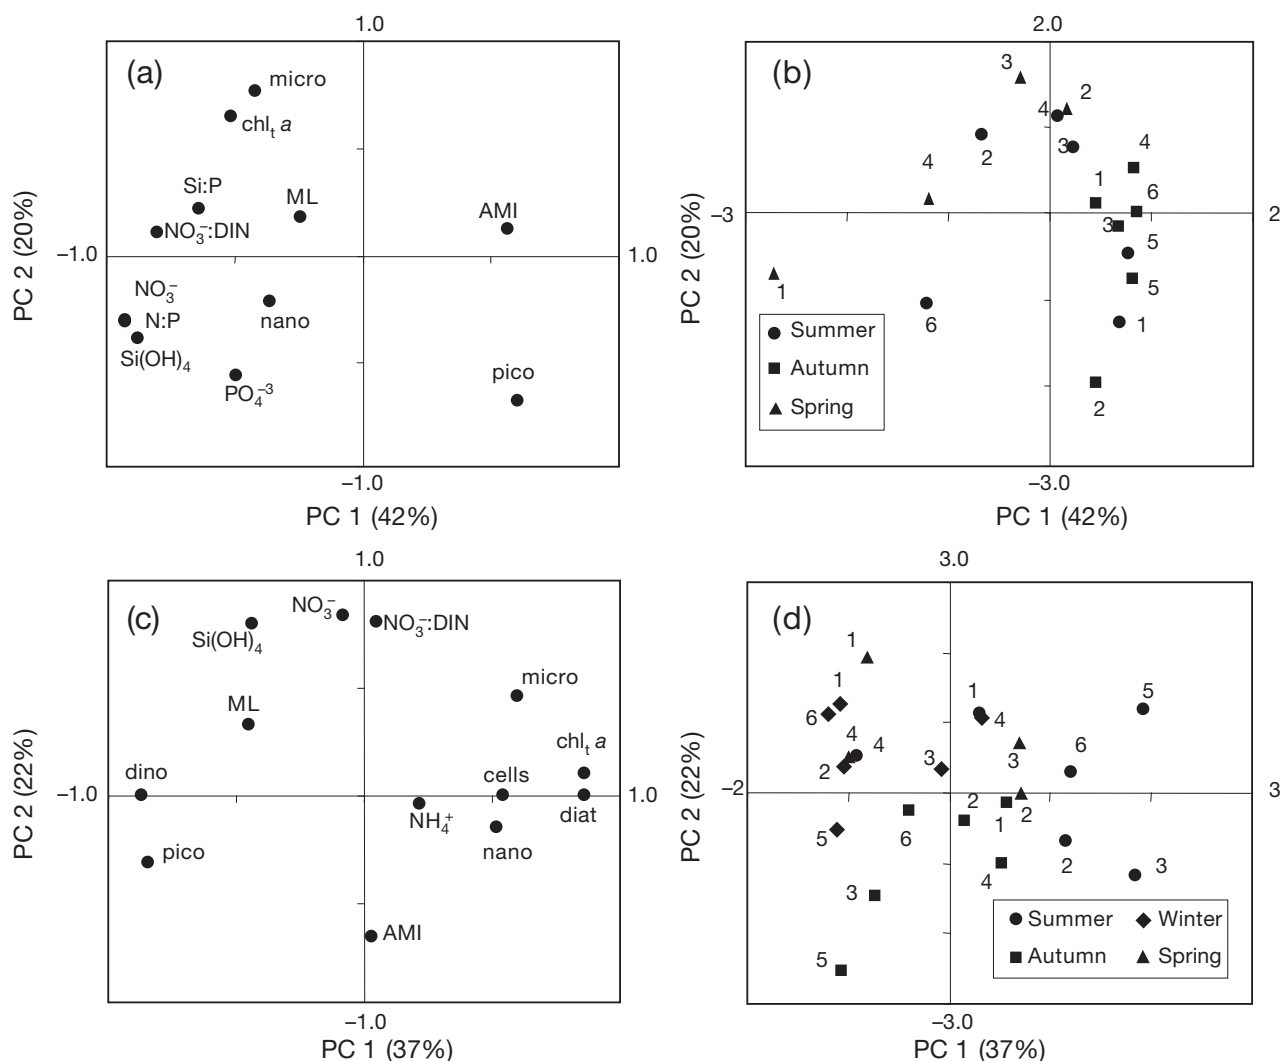 1.0
(a)
micro
chlₜ a
Si:P
ML
NO₃⁻:DIN
AMI
−1.0
1.0
NO₃⁻
N:P
Si(OH)₄
nano
PO₄⁻³
pico
−1.0
PC 1 (42%)
PC 2 (20%)
2.0
(b)
3
2
4
2
3
4
4
1
6
−3
2
3
5
5
1
1
6
2
Summer
Autumn
Spring
−3.0
PC 1 (42%)
PC 2 (20%)
1.0
(c)
NO₃⁻
NO₃⁻:DIN
Si(OH)₄
micro
ML
chlₜ a
dino
cells
−1.0
1.0
NH₄⁺
diat
nano
pico
AMI
−1.0
PC 1 (37%)
PC 2 (22%)
3.0
(d)
1
1
6
1
4
5
4
4
2
3
3
6
−2
3
5
6
2
1
2
2
3
3
4
5
Summer
Winter
Autumn
Spring
−3.0
PC 1 (37%)
PC 2 (22%)